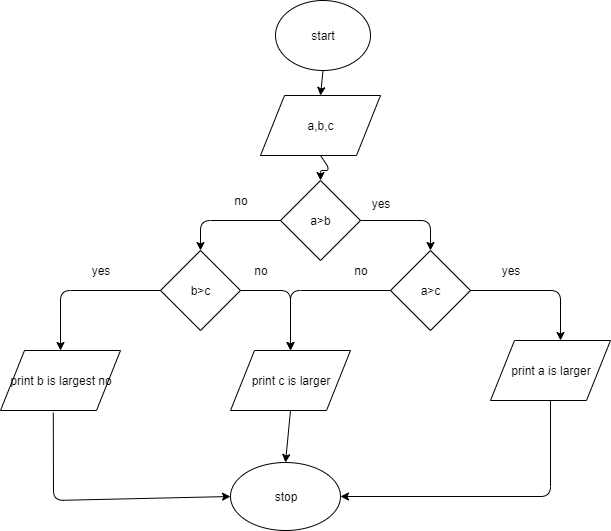 start
a,b,c
no
yes
a>b
yes
no
no
yes
b>c
a>c
print b is largest no
print c is larger
print a is larger
stop